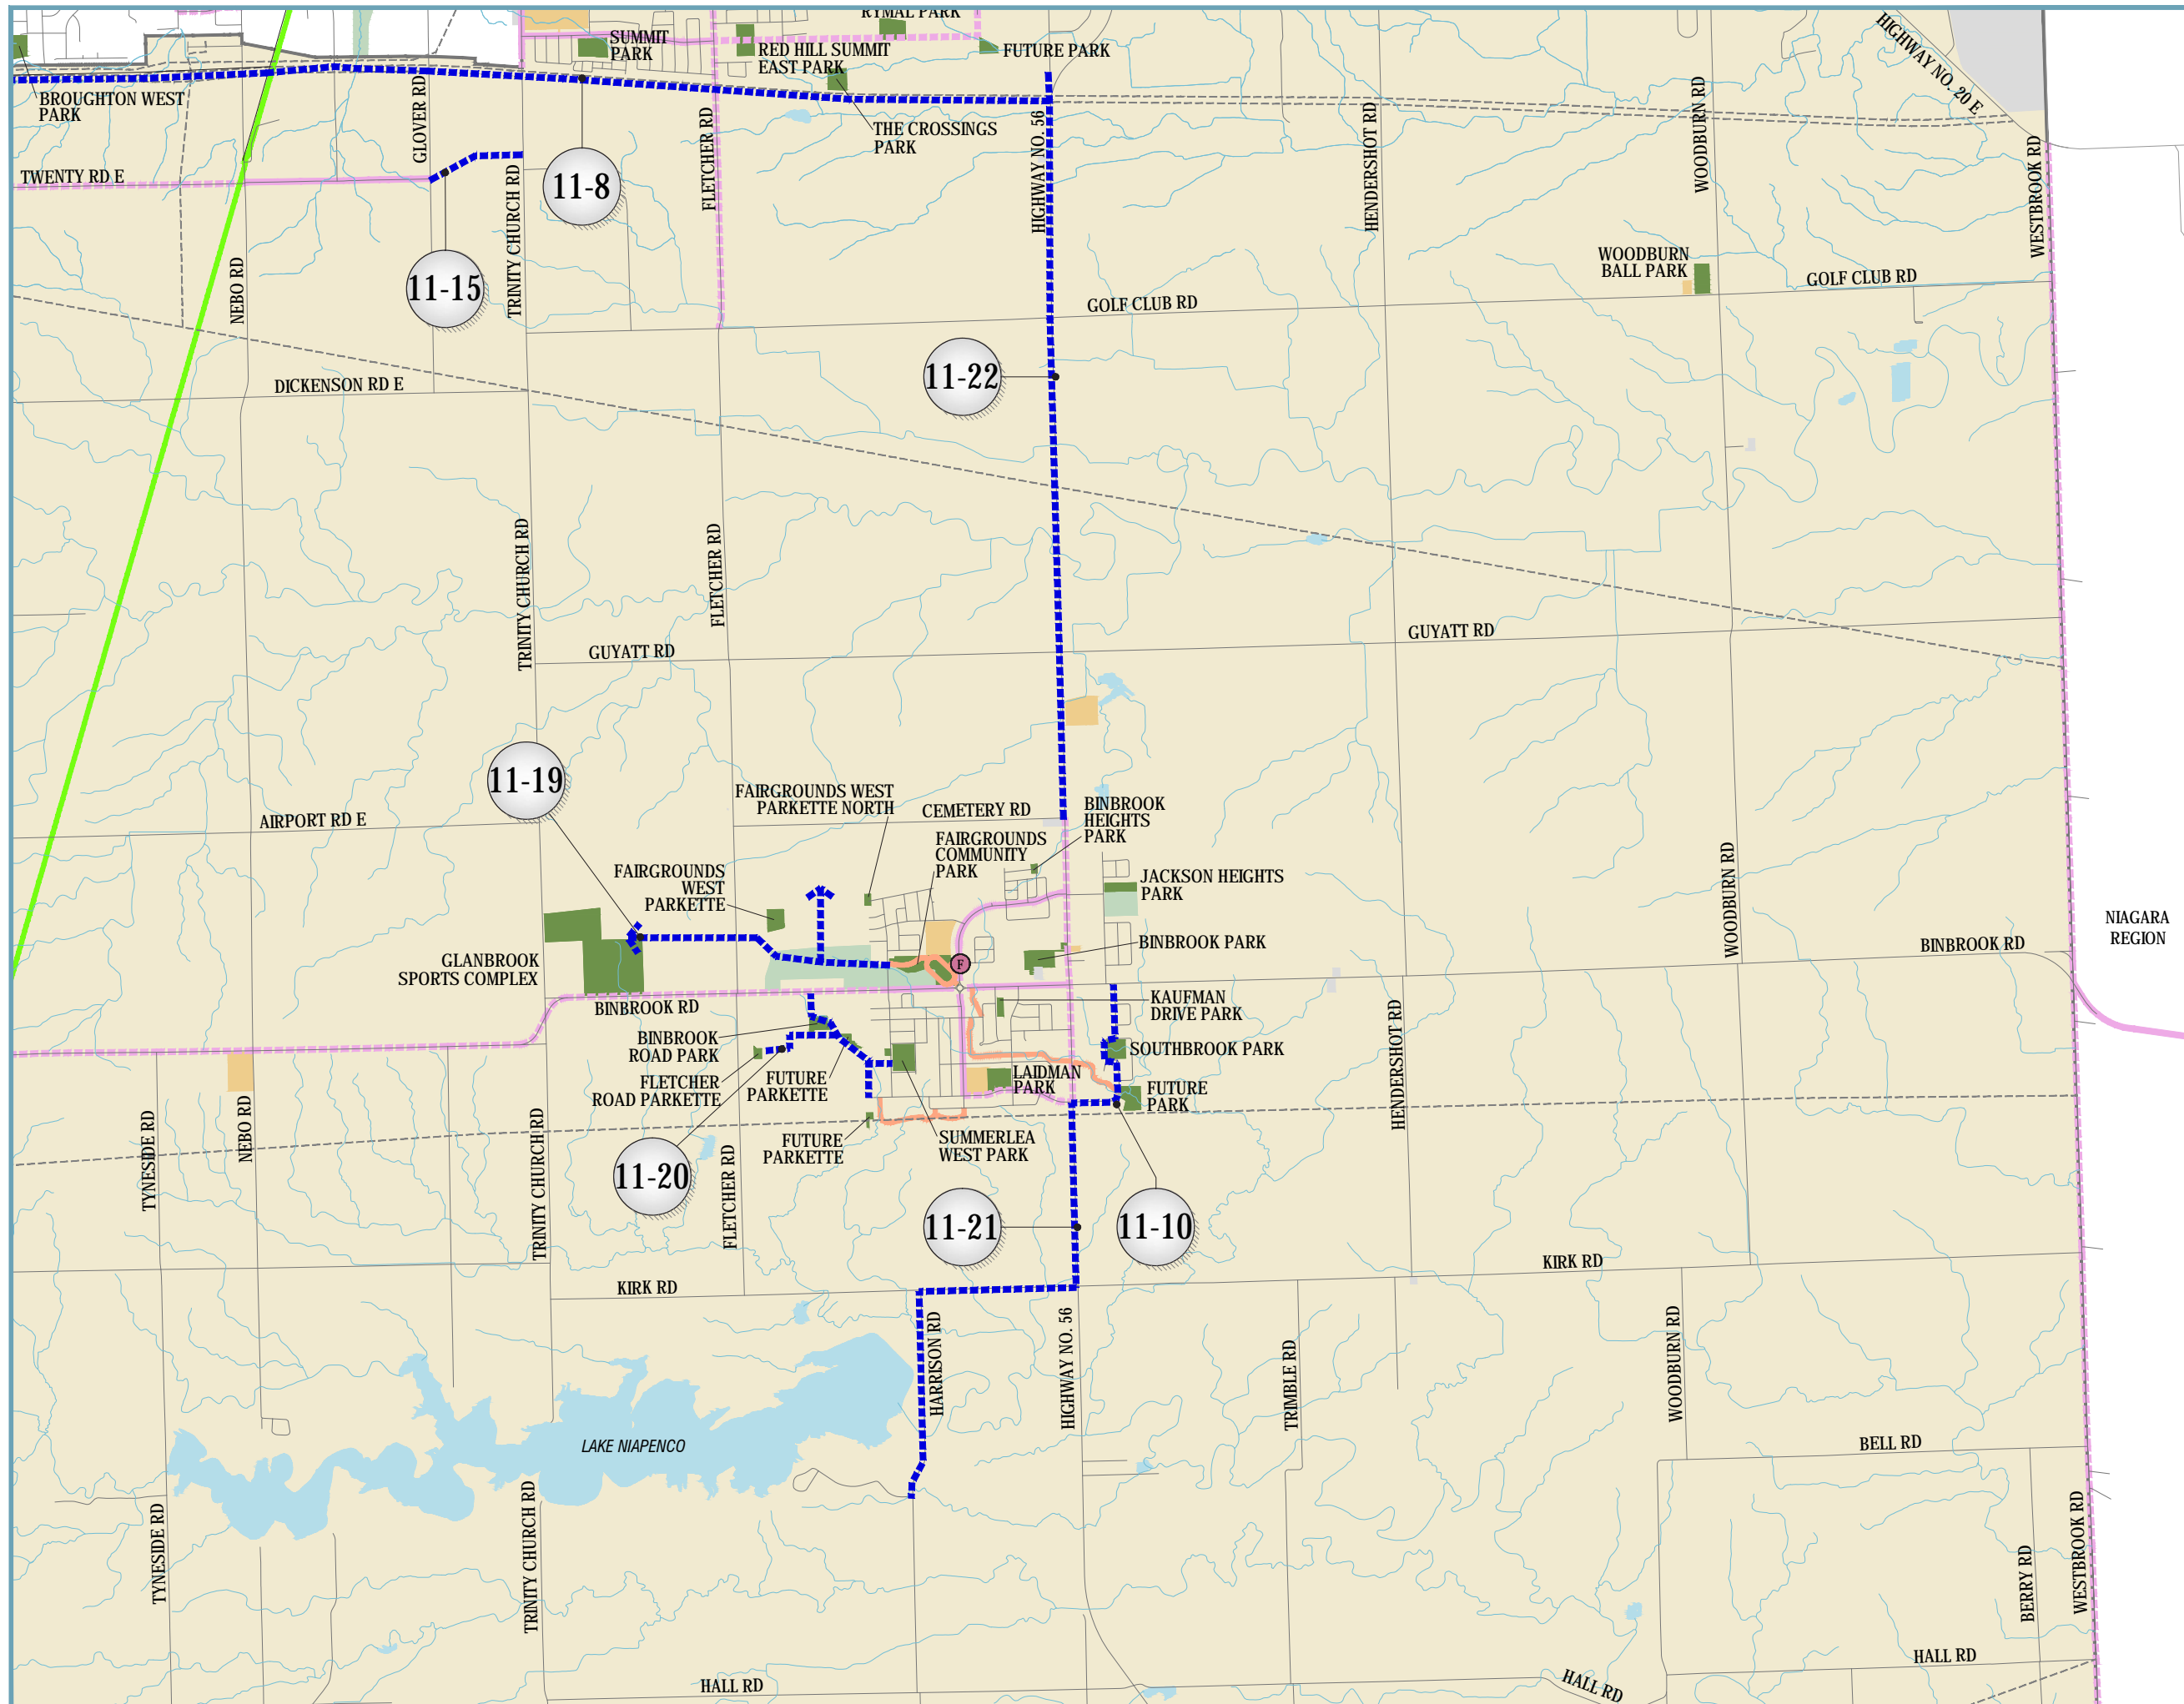 RYMAL PARK
HIGHWAY NO. 20 E
SUMMIT
PARK
RED HILL SUMMIT
EAST PARK
FUTURE PARK
BROUGHTON WEST
PARK
GLOVER RD
FLETCHER RD
THE CROSSINGS
PARK
HIGHWAY NO. 56
HENDERSHOT RD
WOODBURN RD
WESTBROOK RD
TWENTY RD E
TRINITY CHURCH RD
11-8
11-15
NEBO RD
WOODBURN
BALL PARK
GOLF CLUB RD
GOLF CLUB RD
11-22
DICKENSON RD E
TRINITY CHURCH RD
FLETCHER RD
GUYATT RD
GUYATT RD
11-19
FAIRGROUNDS WEST
PARKETTE NORTH
CEMETERY RD
BINBROOK
HEIGHTS
PARK
AIRPORT RD E
FAIRGROUNDS
COMMUNITY
PARK
FAIRGROUNDS
WEST
PARKETTE
JACKSON HEIGHTS
PARK
WOODBURN RD
NIAGARA
REGION
BINBROOK PARK
BINBROOK RD
GLANBROOK
SPORTS COMPLEX
F
BINBROOK RD
KAUFMAN
DRIVE PARK
HENDERSHOT RD
BINBROOK
ROAD PARK
SOUTHBROOK PARK
FLETCHER
ROAD PARKETTE
FUTURE
PARKETTE
LAIDMAN
PARK
FUTURE
PARK
TYNESIDE RD
NEBO RD
TRINITY CHURCH RD
FUTURE
PARKETTE
SUMMERLEA
WEST PARK
11-20
FLETCHER RD
11-21
11-10
KIRK RD
KIRK RD
HARRISON RD
HIGHWAY NO. 56
TRIMBLE RD
WOODBURN RD
LAKE NIAPENCO
BELL RD
TYNESIDE RD
TRINITY CHURCH RD
BERRY RD
WESTBROOK RD
HALL RD
HALL RD
HALL RD